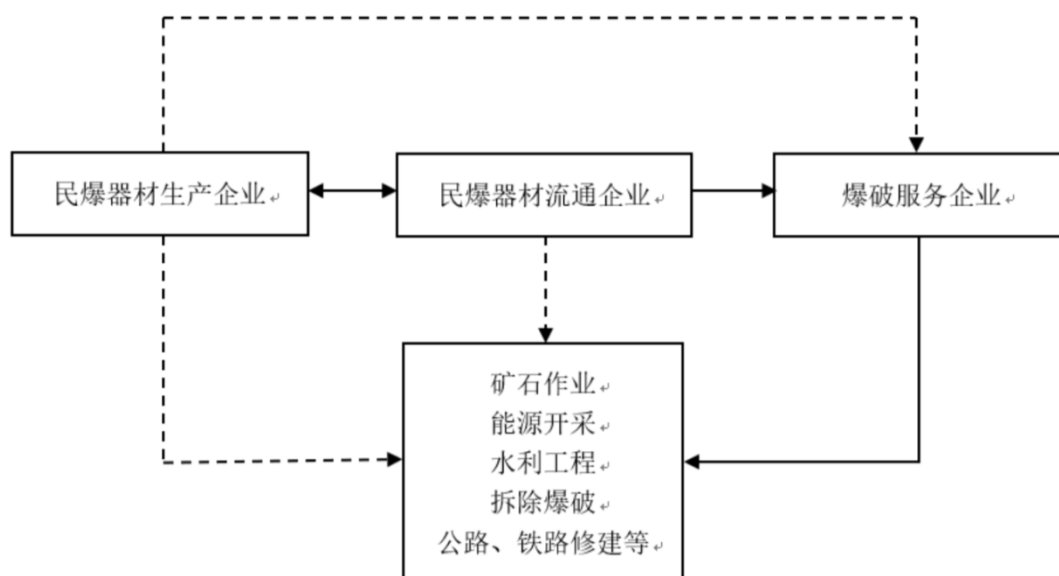 民爆器材生产企业
民爆器材流通企业
爆破服务企业
矿石作业
能源开采
水利工程
拆除爆破
公路、铁路修建等